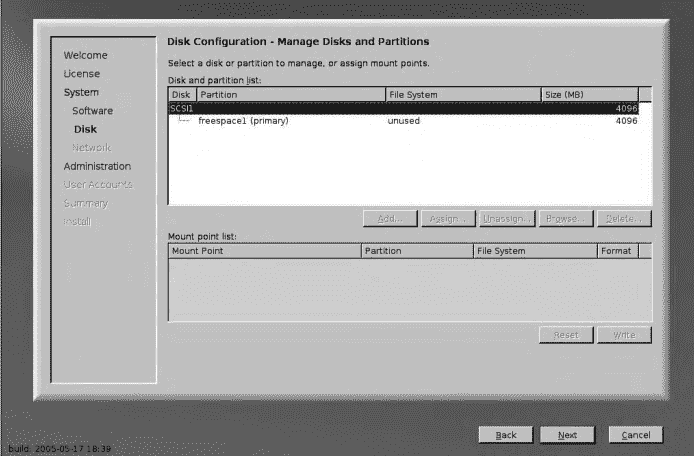 Disk Configuration - Manage Disks and Partitions
Welcome
License
System
Software
Disk
Network
Administration
User Accounts
Summary
Install
Select a disk or partition to manage, or assign mount points.
Disk and partition list:
Disk Partition File System Size (MB)
SCSI1 4096
freespace1 (primary) unused 4096
Add... Assign... Unassign... Browse... Delete...
Mount point list:
Mount Point Partition File System Format
Reset Write
Back Next Cancel
build: 2005-05-17 18:39